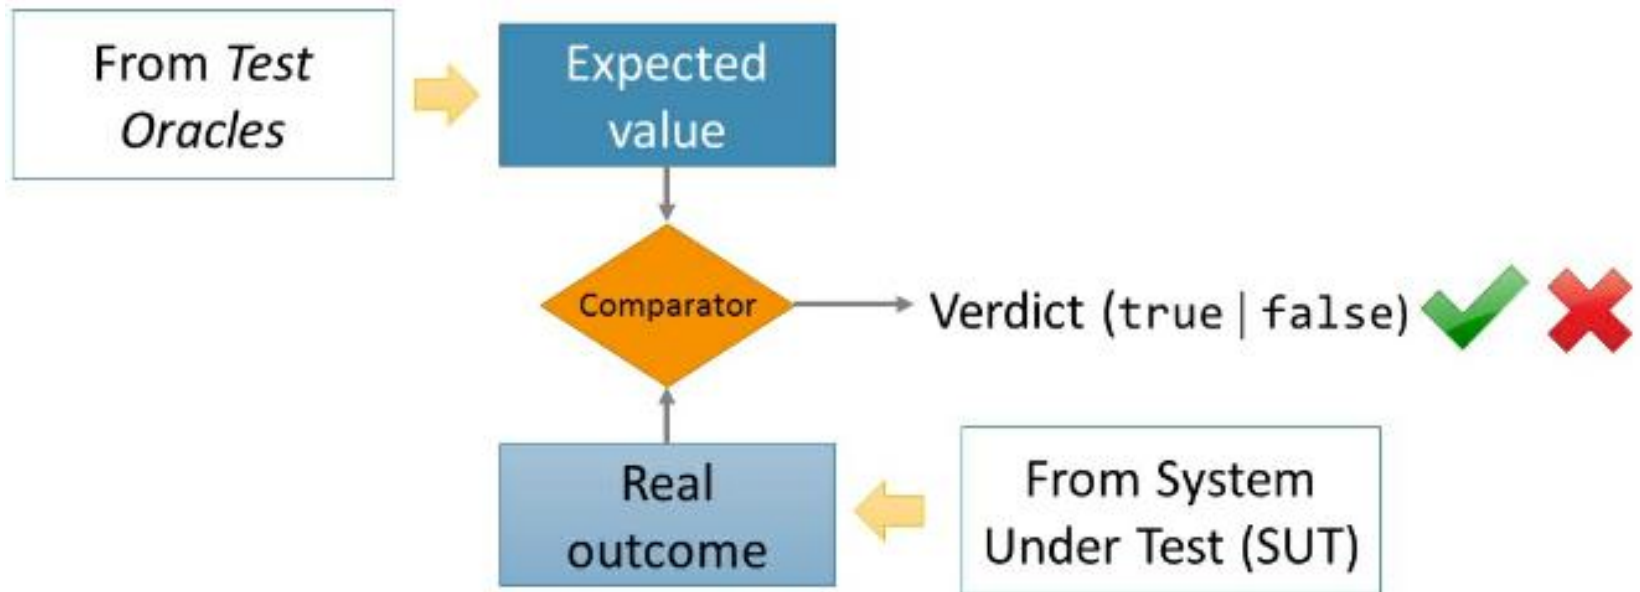 From Test
Oracles
Expected
value
Comparator
Verdict (true | false)
Real
outcome
From System
Under Test (SUT)